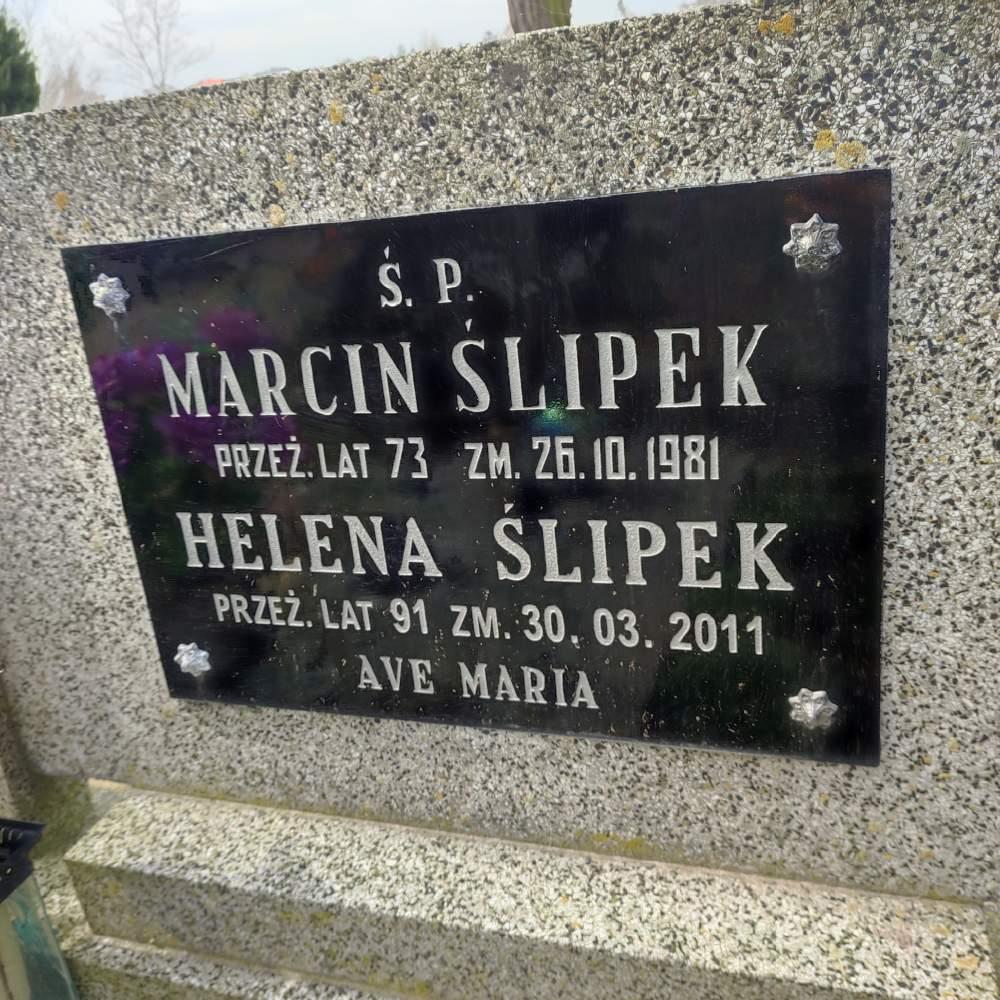 Ś. P.
MARCIN ŚLIPEK
PRZEŻ. LAT 73 ZM. 26.10.1981
HELENA ŚLIPEK
PRZEŻ. LAT 91 ZM. 30. 03. 2011
AVE MARIA